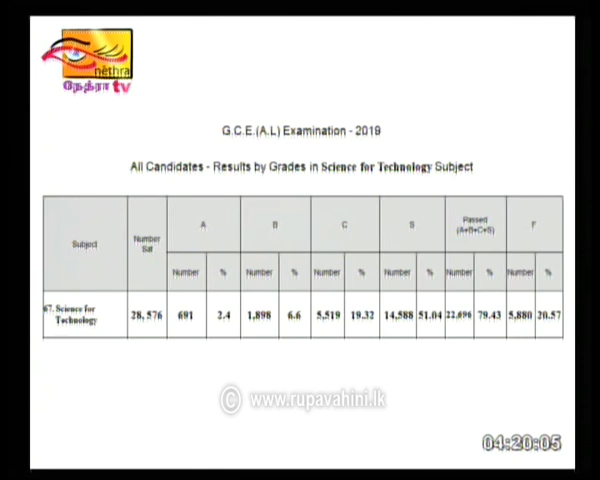 nethra
நேத்ரா tv
G.C.E.(A.L) Examination - 2019
All Candidates - Results by Grades in Science for Technology Subject
Subject Number Sat A B C S Passed (A+B+C+S) F
Number % Number % Number % Number % Number % Number %
67. Science for Technology 28,576 691 2.4 1,898 6.6 5,519 19.32 14,588 51.04 22,696 79.43 5,880 20.57
© www.rupavahini.lk
04:20:05